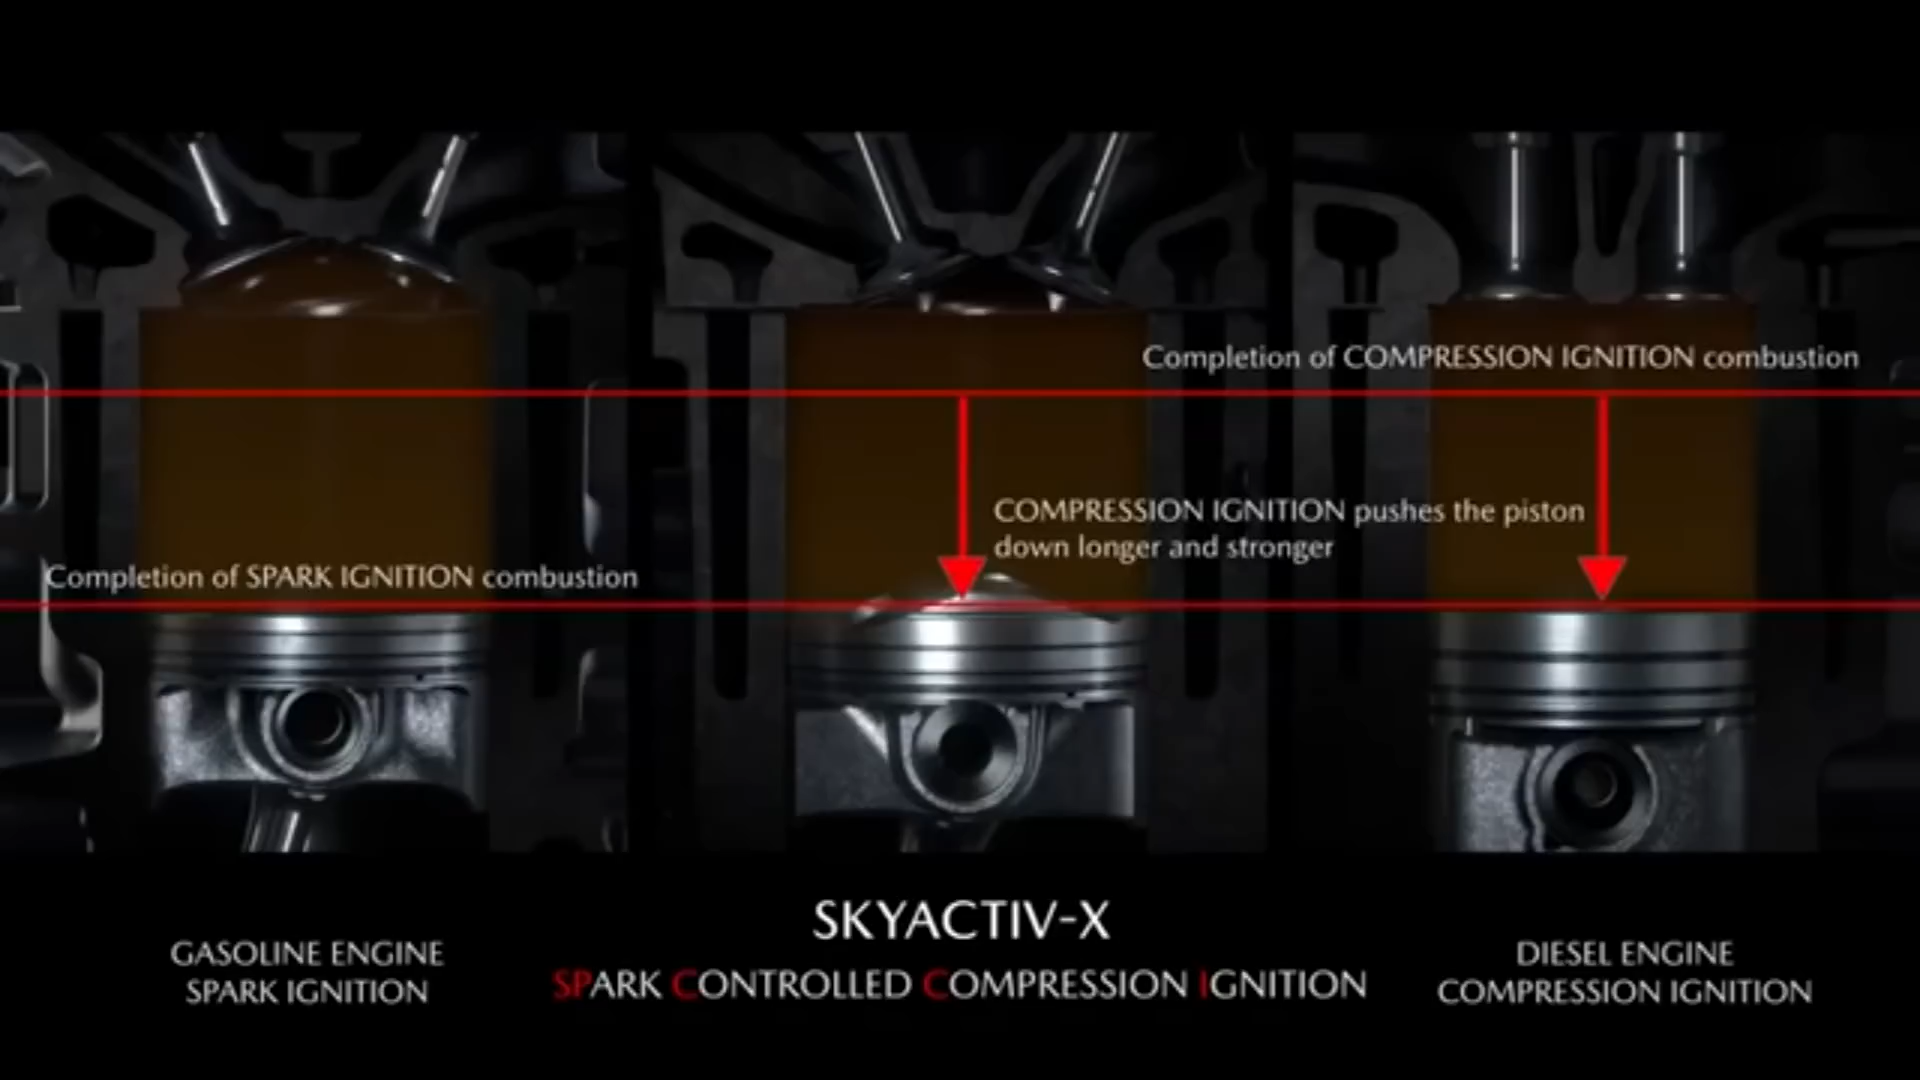 Completion of COMPRESSION IGNITION combustion
COMPRESSION IGNITION pushes the piston
down longer and stronger
Completion of SPARK IGNITION combustion
GASOLINE ENGINE
SPARK IGNITION
SKYACTIV-X
SPARK CONTROLLED COMPRESSION IGNITION
DIESEL ENGINE
COMPRESSION IGNITION